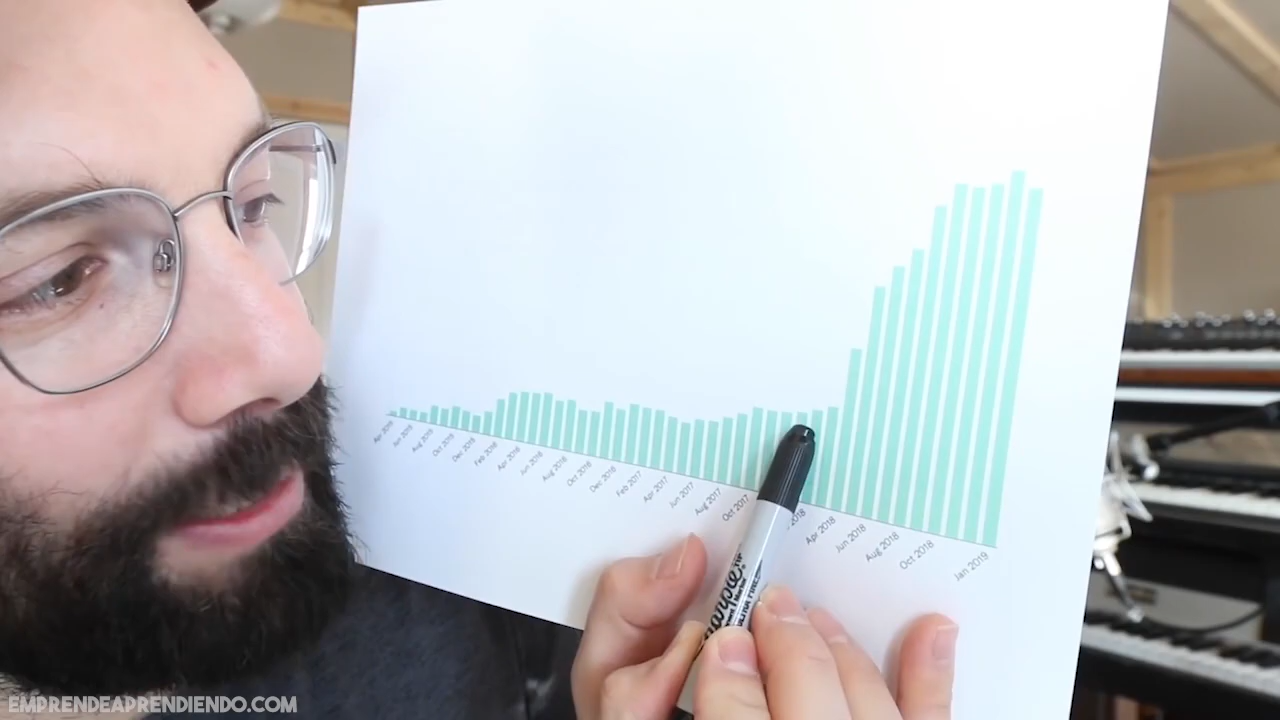 Apr 2015
Jun 2015
Aug 2015
Oct 2015
Dec 2015
Feb 2016
Apr 2016
Jun 2016
Aug 2016
Oct 2016
Dec 2016
Feb 2017
Apr 2017
Jun 2017
Aug 2017
Oct 2017
2018
Apr 2018
Jun 2018
Aug 2018
Oct 2018
Jan 2019
harpie
EMPRENDEAPRENDIENDO.COM